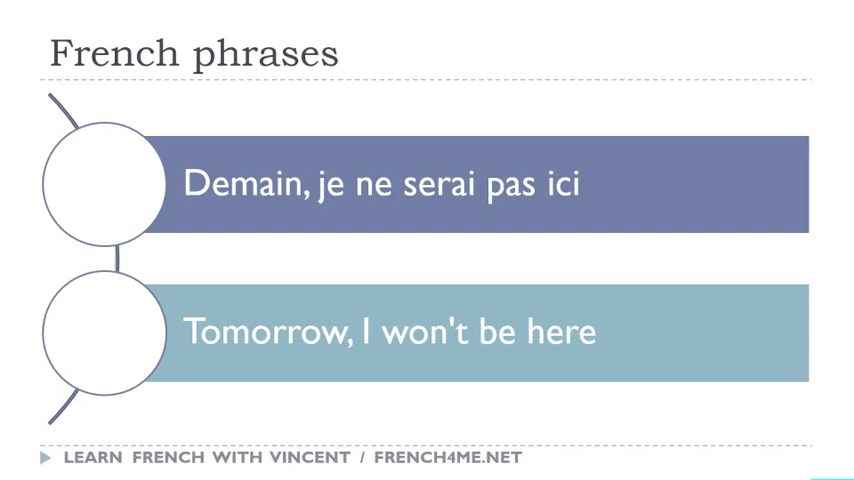 French phrases
Demain, je ne serai pas ici
Tomorrow, I won't be here
LEARN FRENCH WITH VINCENT / FRENCH4ME.NET